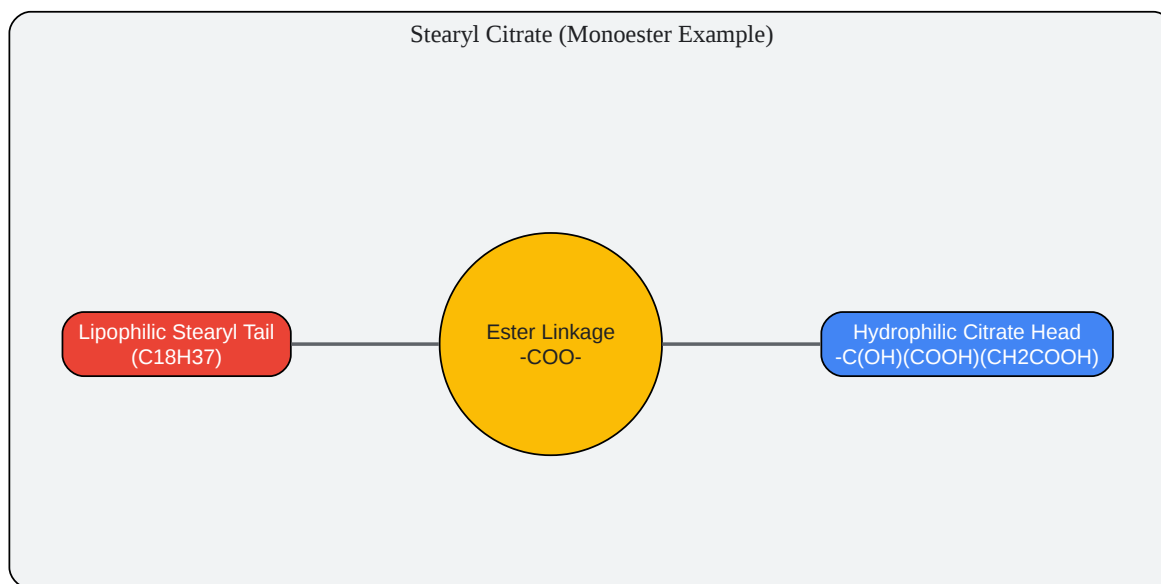 Stearyl Citrate (Monoester Example)
Lipophilic Stearyl Tail
(C18H37)
Ester Linkage
-COO-
Hydrophilic Citrate Head
-C(OH)(COOH)(CH2COOH)